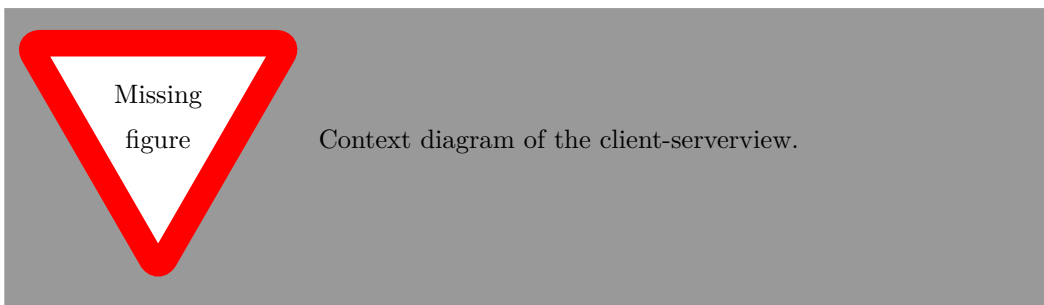 Missing
figure
Context diagram of the client-serverview.